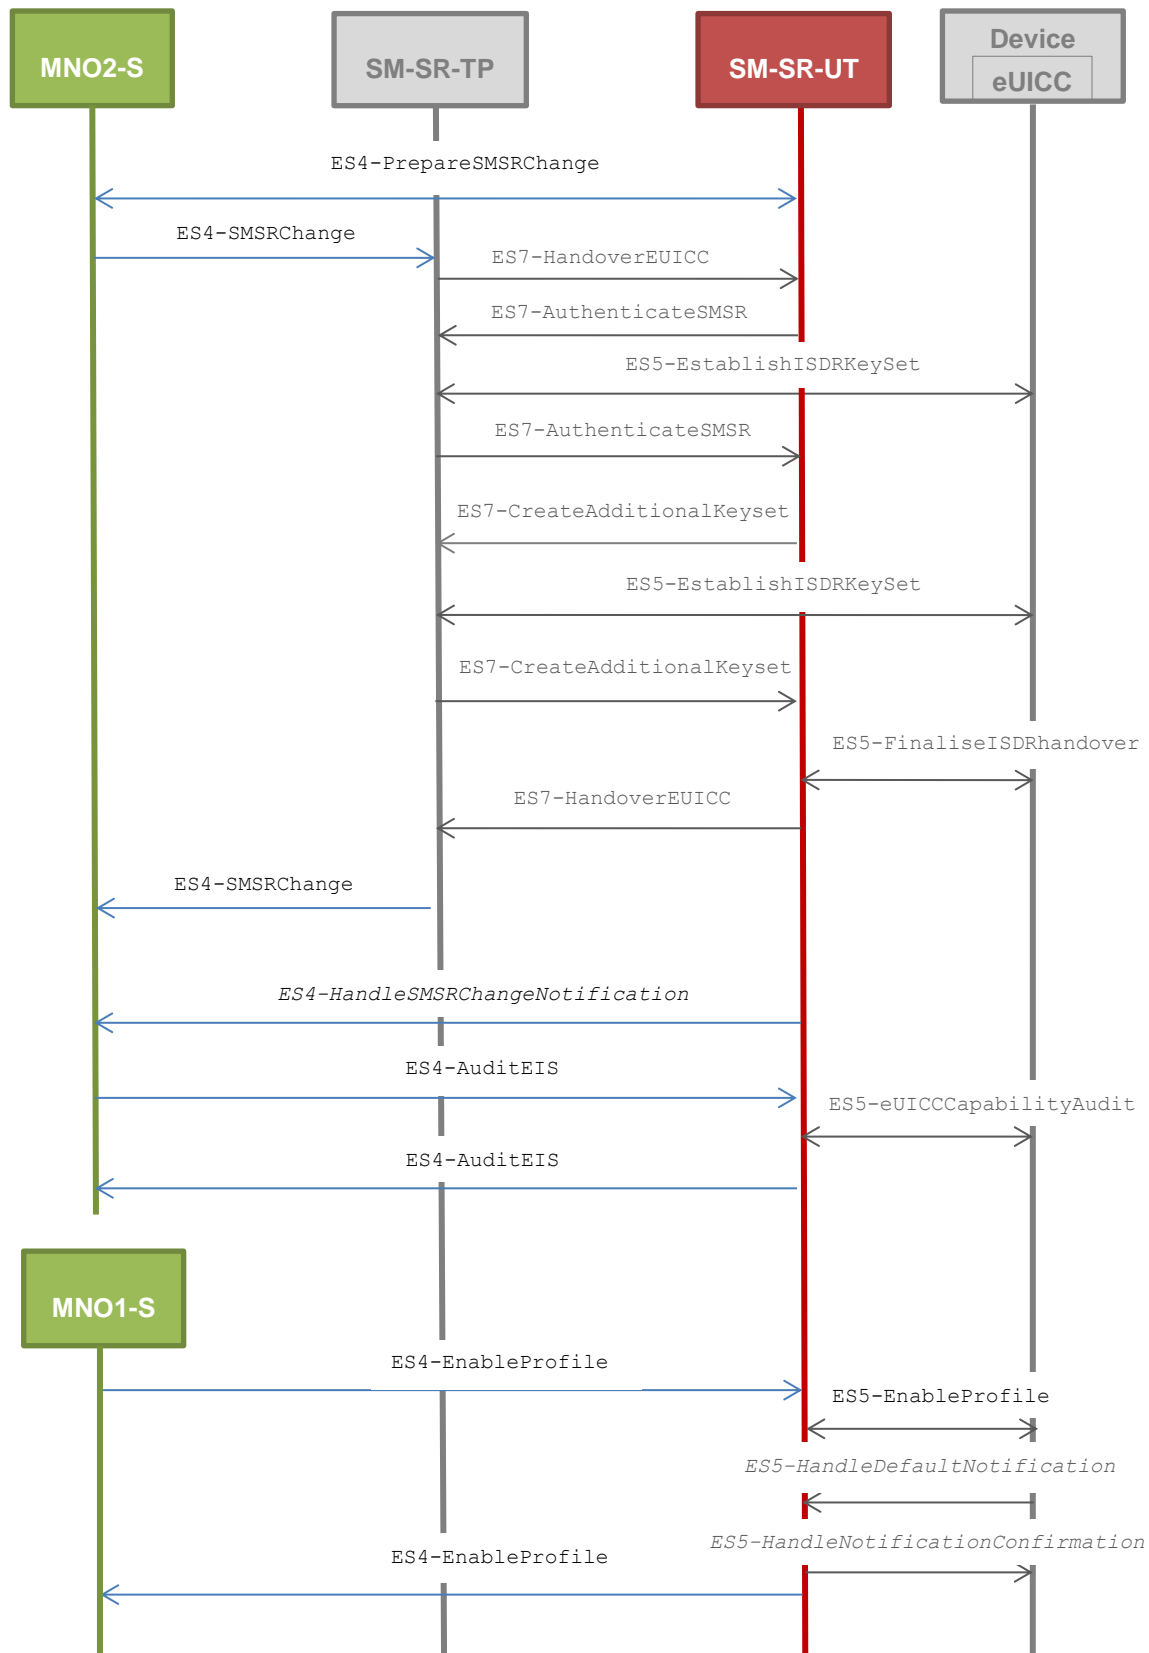 MNO2-S
SM-SR-TP
SM-SR-UT
Device
eUICC
ES4-PrepareSMSRChange
ES4-SMSRChange
ES7-HandoverEUICC
ES7-AuthenticateSMSR
ES5-EstablishISDRKeySet
ES7-AuthenticateSMSR
ES7-CreateAdditionalKeyset
ES5-EstablishISDRKeySet
ES7-CreateAdditionalKeyset
ES5-FinaliseISDRhandover
ES7-HandoverEUICC
ES4-SMSRChange
ES4-HandleSMSRChangeNotification
ES4-AuditEIS
ES5-eUICCCapabilityAudit
ES4-AuditEIS
MNO1-S
ES4-EnableProfile
ES5-EnableProfile
ES5-HandleDefaultNotification
ES5-HandleNotificationConfirmation
ES4-EnableProfile